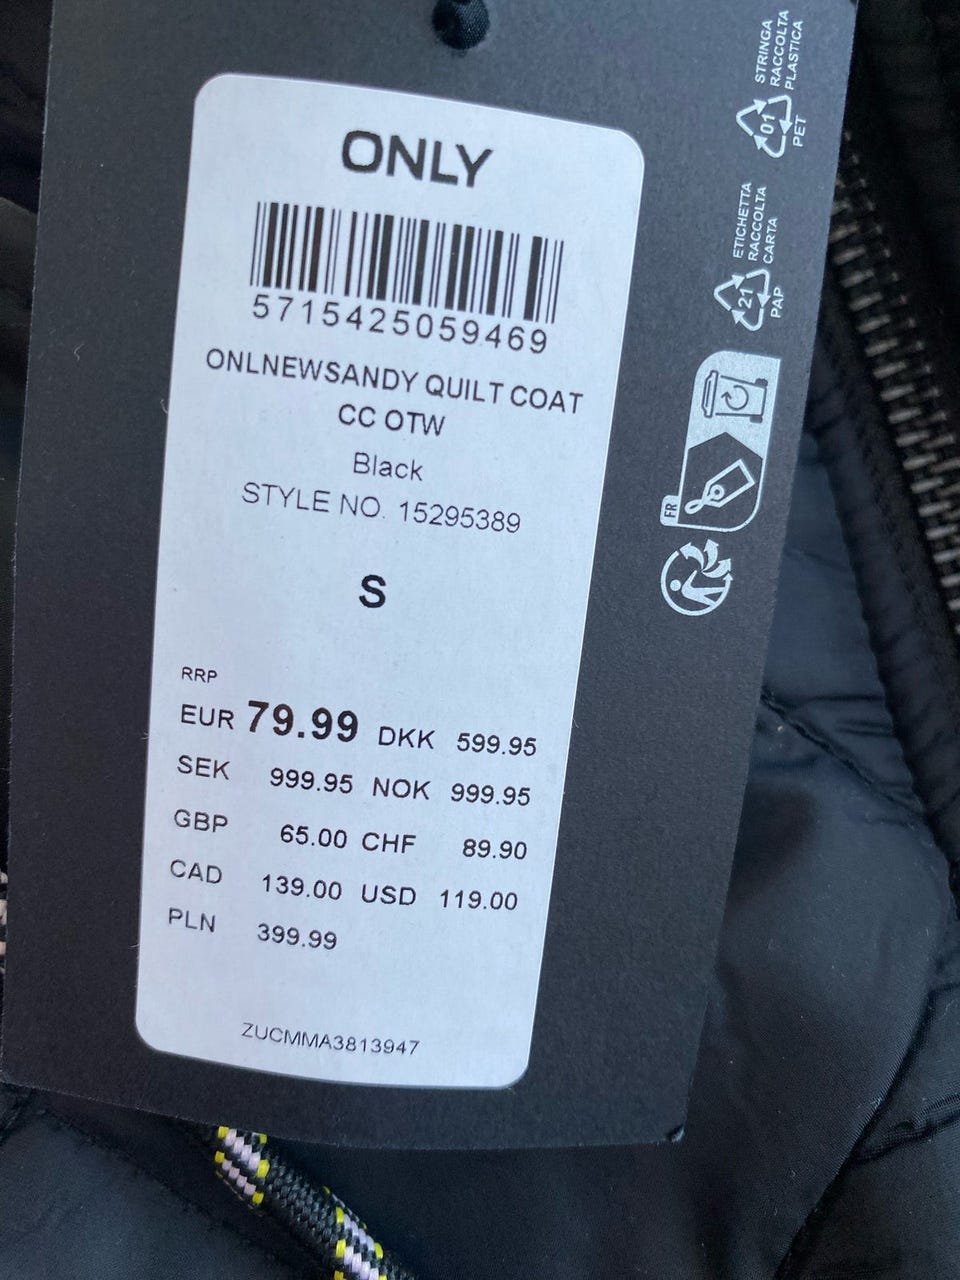 ONLY
5715425059469
ONLNEWSANDY QUILT COAT
CC OTW
Black
STYLE NO. 15295389
S
RRP
EUR 79.99 DKK 599.95
SEK 999.95 NOK 999.95
GBP 65.00 CHF 89.90
CAD 139.00 USD 119.00
PLN 399.99
ZUCMMA3813947
STRINGA
RACCOLTA
PLASTICA
01
PET
ETICHETTA
RACCOLTA
CARTA
21
PAP
FR